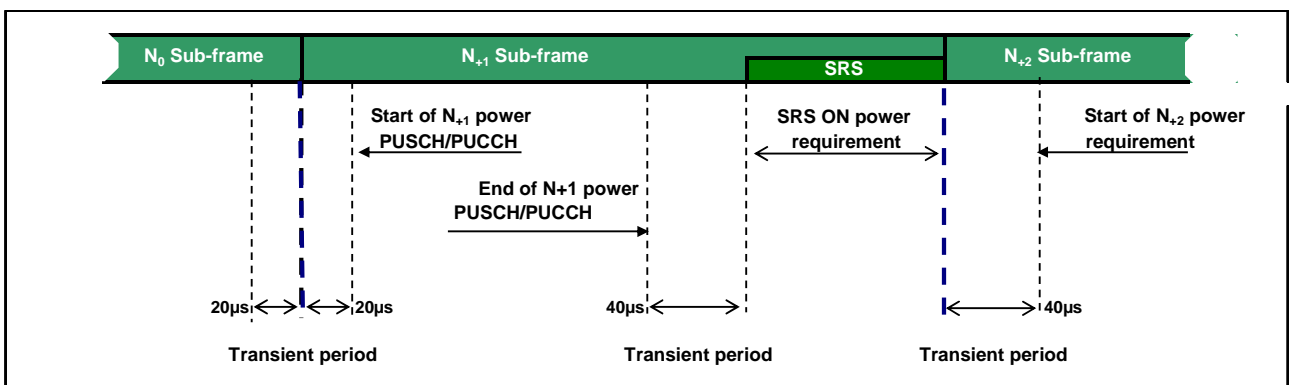 N0 Sub-frame
N+1 Sub-frame
SRS
N+2 Sub-frame
Start of N+1 power
PUSCH/PUCCH
SRS ON power
requirement
Start of N+2 power
requirement
End of N+1 power
PUSCH/PUCCH
20µs
20µs
40µs
40µs
Transient period
Transient period
Transient period